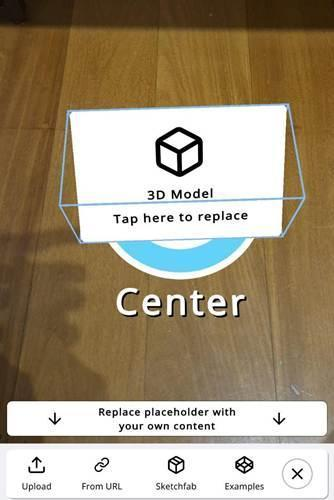 3D Model
Tap here to replace
Center
Replace placeholder with
your own content
Upload
From URL
Sketchfab
Examples